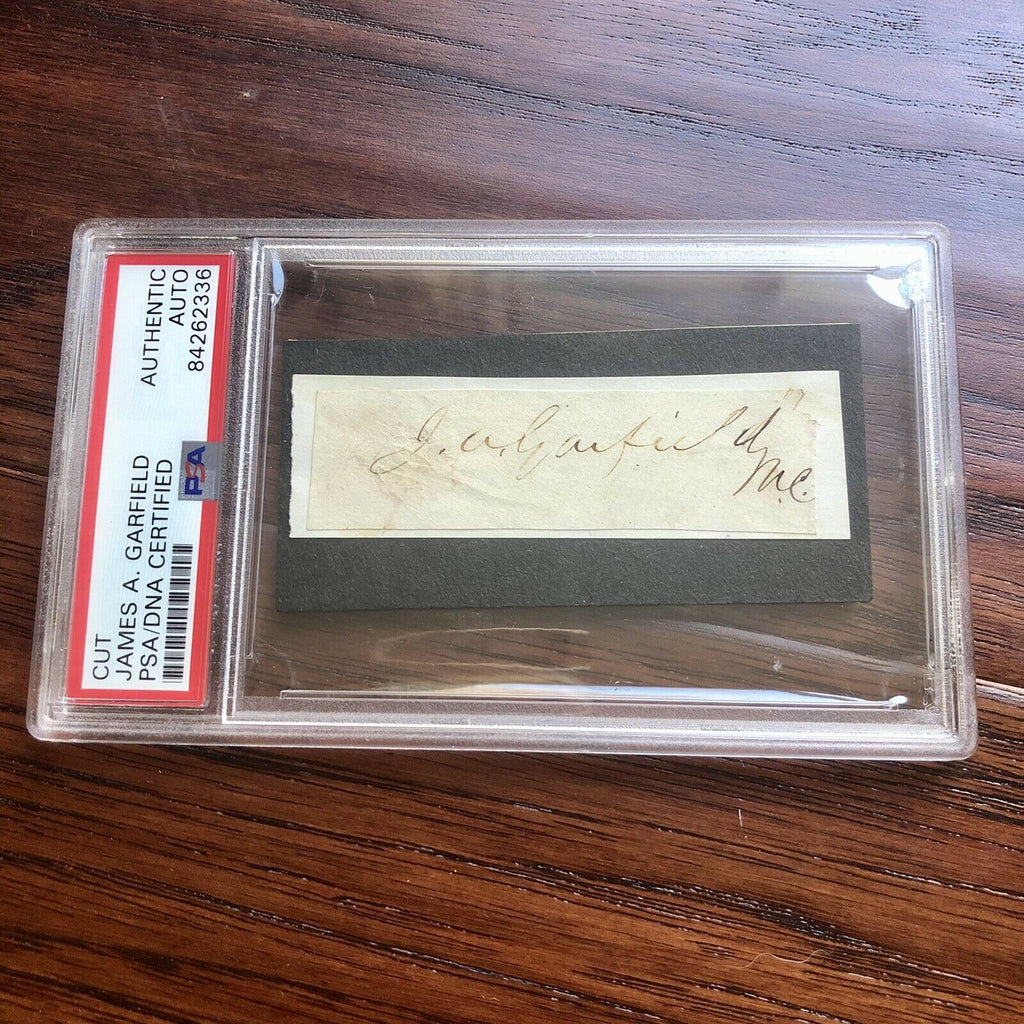 CUT
JAMES A. GARFIELD
PSA/DNA CERTIFIED
PSA
AUTHENTIC
AUTO
84262336
J. A. Garfield
M.C.